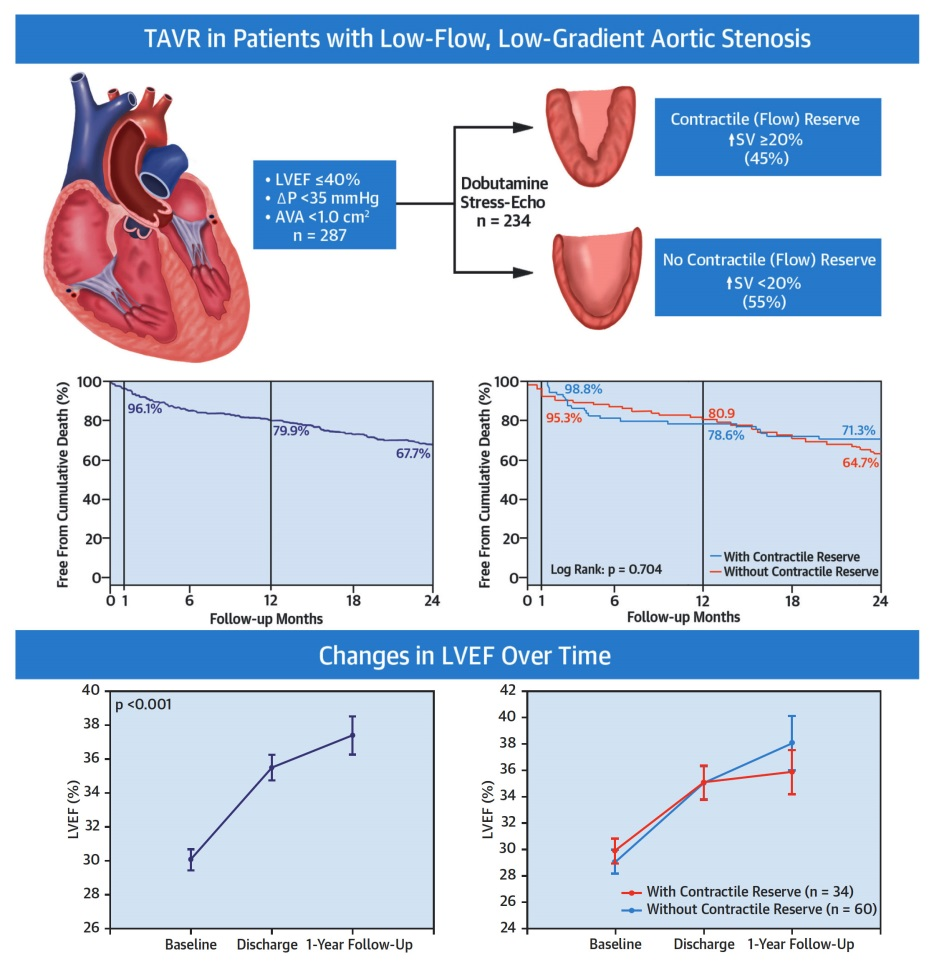 TAVR in Patients with Low-Flow, Low-Gradient Aortic Stenosis
• LVEF ≤40%
• ΔP <35 mmHg
• AVA <1.0 cm²
n = 287
Dobutamine
Stress-Echo
n = 234
Contractile (Flow) Reserve
⬆SV ≥20%
(45%)
No Contractile (Flow) Reserve
⬆SV <20%
(55%)
Free From Cumulative Death (%)
100
80
60
40
20
0
96.1%
79.9%
67.7%
0 1 6 12 18 24
Follow-up Months
Free From Cumulative Death (%)
100
80
60
40
20
0
98.8%
95.3%
80.9
78.6%
71.3%
64.7%
Log Rank: p = 0.704
With Contractile Reserve
Without Contractile Reserve
0 1 6 12 18 24
Follow-up Months
Changes in LVEF Over Time
LVEF (%)
40
38
36
34
32
30
28
26
p <0.001
Baseline Discharge 1-Year Follow-Up
LVEF (%)
42
40
38
36
34
32
30
28
26
24
With Contractile Reserve (n = 34)
Without Contractile Reserve (n = 60)
Baseline Discharge 1-Year Follow-Up